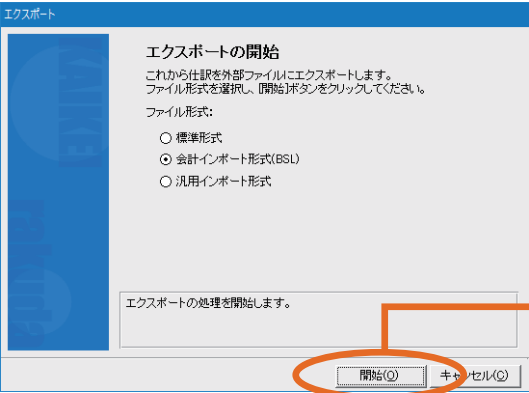 エクスポート
エクスポートの開始
これから仕訳を外部ファイルにエクスポートします。
ファイル形式を選択し、[開始]ボタンをクリックしてください。
ファイル形式:
標準形式
会計インポート形式(BSL)
汎用インポート形式
KAIKEI
rakuda
エクスポートの処理を開始します。
開始(O)
キャンセル(C)